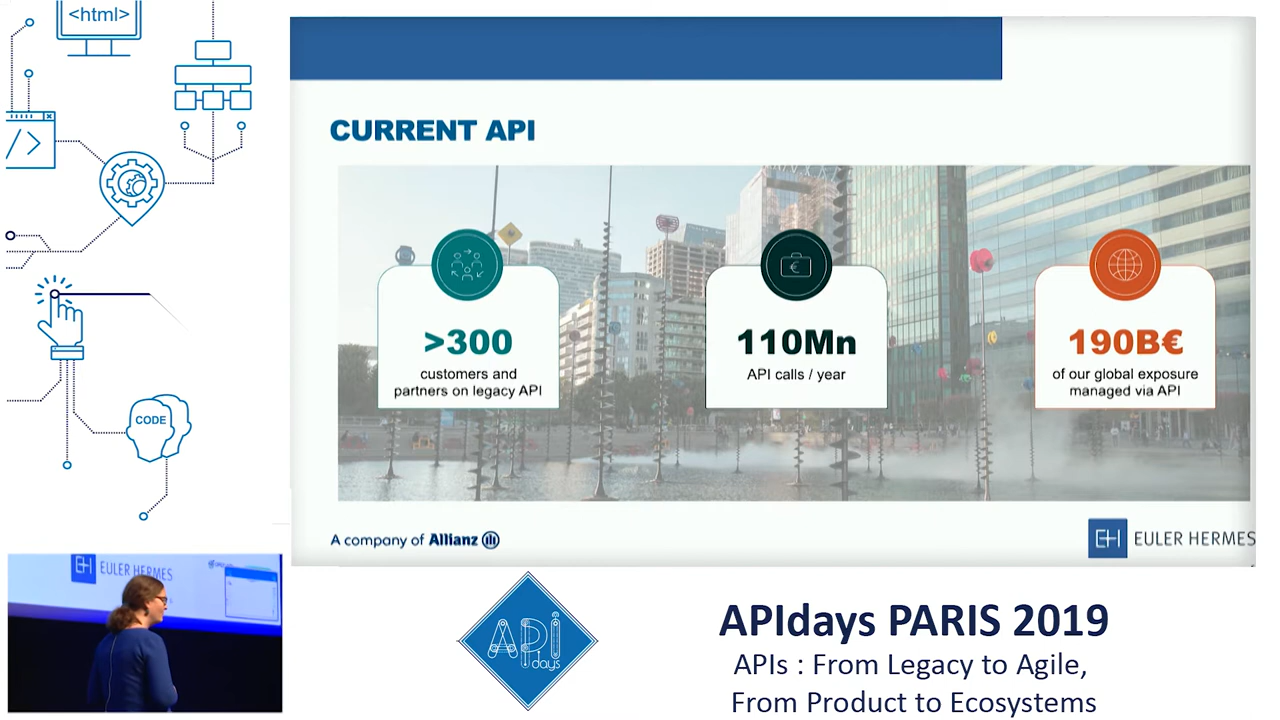 <html>
</>
CODE
CURRENT API
>300
customers and
partners on legacy API
110Mn
API calls / year
190B€
of our global exposure
managed via API
A company of Allianz
EH EULER HERMES
EH EULER HERMES
API
days
APIdays PARIS 2019
APIs : From Legacy to Agile,
From Product to Ecosystems